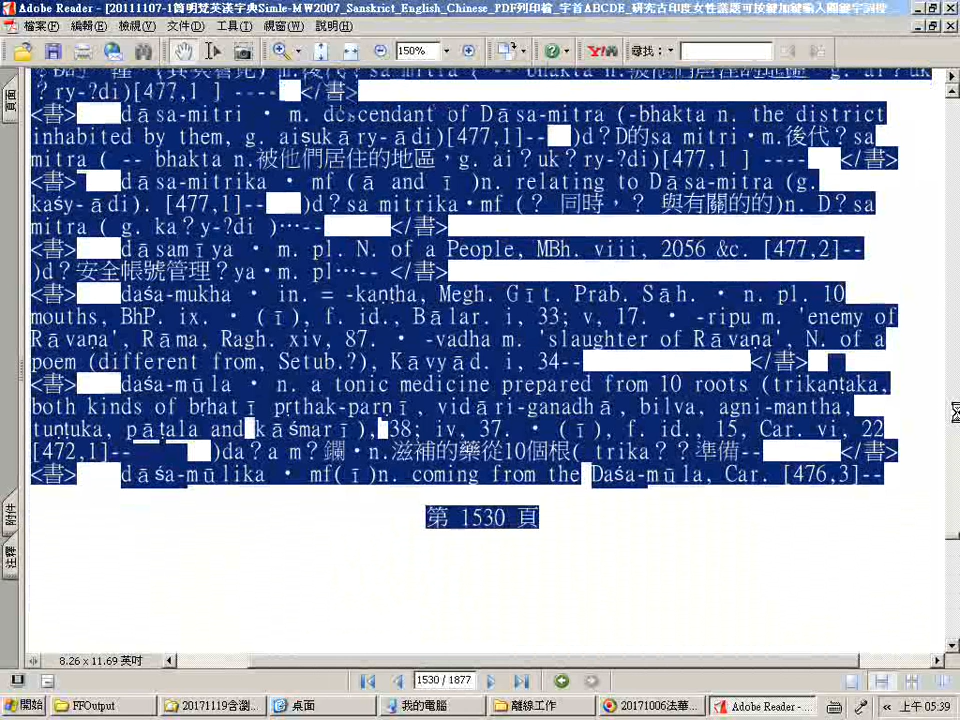 Adobe Reader - [20111107-1簡明梵英漢字典Simle-MW2007_Sanskrict_English_Chinese_PDF列印檔_字首ABCDE_研究古印度女性議題可按鍵加鍵輸入關鍵字詞搜
檔案(F) 編輯(E) 檢視(V) 文件(D) 工具(T) 視窗(W) 說明(H)
150% Y! 尋找:
頁面
?ry-?di)[477,1 ] ---- </書>
<書> dāsa-mitri • m. descendant of Dāsa-mitra (-bhakta n. the district
inhabited by them, g. aiṣukāry-ādi)[477,1]-- )d?D的sa mitri•m.後代?sa
mitra ( -- bhakta n.被他們居住的地區,g. ai?uk?ry-?di)[477,1 ] ---- </書>
<書> dāsa-mitrika • mf(ā and ī)n. relating to Dāsa-mitra (g.
kaśy-ādi). [477,1]-- )d?sa mitrika•mf (? 同時,? 與有關的的)n. D?sa
mitra ( g. ka?y-?di )…-- </書>
<書> dāsamīya • m. pl. N. of a People, MBh. viii, 2056 &c. [477,2]--
)d?安全帳號管理?ya•m. pl…-- </書>
<書> daśa-mukha • in. = -kaṇṭha, Megh. Gīt. Prab. Sāh. • n. pl. 10
mouths, BhP. ix. • (ī), f. id., Bālar. i, 33; v, 17. • -ripu m. 'enemy of
Rāvaṇa', Rāma, Ragh. xiv, 87. • -vadha m. 'slaughter of Rāvaṇa', N. of a
poem (different from, Setub.?), Kāvyād. i, 34-- </書>
<書> daśa-mūla • n. a tonic medicine prepared from 10 roots (trikaṇṭaka,
both kinds of bṛhatī pṛthak-parṇī, vidāri-ganadhā, bilva, agni-mantha,
ṭuṇṭuka, pāṭala and kāśmarī), 38; iv, 37. • (ī), f. id., 15, Car. vi, 22
[472,1]-- )da?a m?鑭•n.滋補的藥從10個根( trika??準備-- </書>
<書> dāśa-mūlika • mf(ī)n. coming from the Daśa-mūla, Car. [476,3]--
第 1530 頁
附件
注釋
8.26 x 11.69 英吋
1530 / 1877
開始 FFOutput 20171119含瀏... 桌面 我的電腦 離線工作 20171006法華... Adobe Reader - [... 上午 05:39